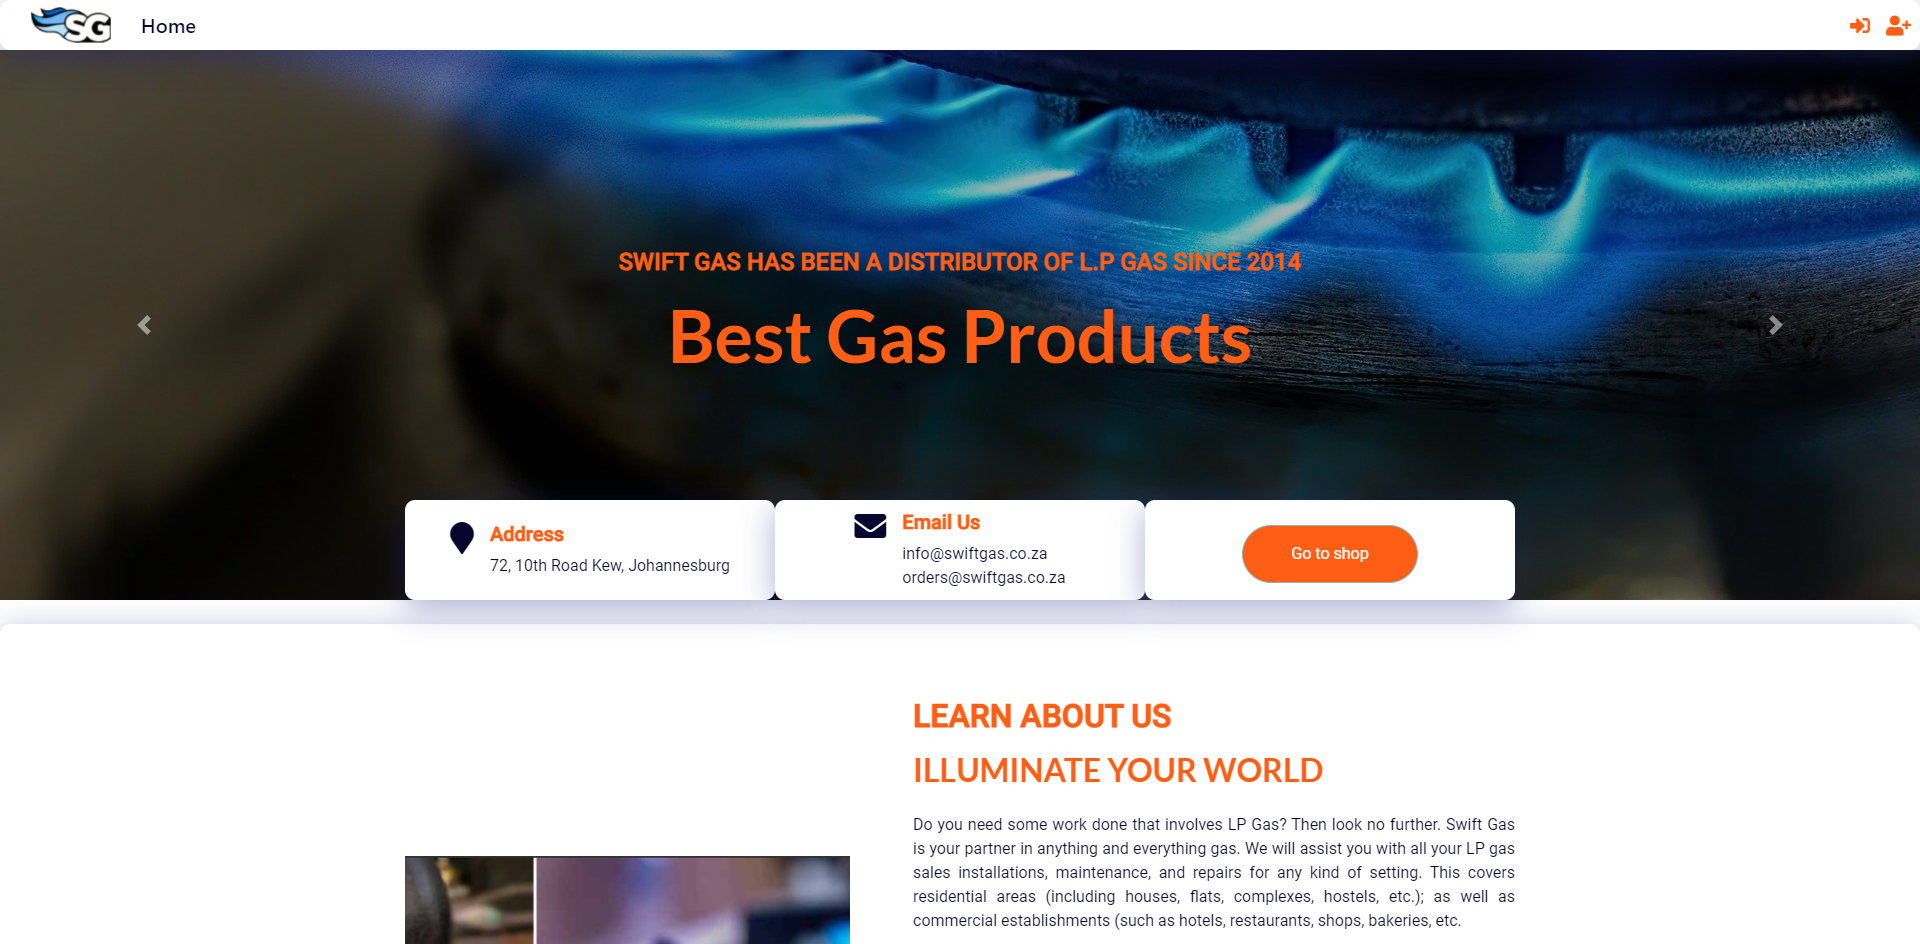 SG
Home
SWIFT GAS HAS BEEN A DISTRIBUTOR OF L.P GAS SINCE 2014
Best Gas Products
Address
72, 10th Road Kew, Johannesburg
Email Us
info@swiftgas.co.za
orders@swiftgas.co.za
Go to shop
LEARN ABOUT US
ILLUMINATE YOUR WORLD
Do you need some work done that involves LP Gas? Then look no further. Swift Gas
is your partner in anything and everything gas. We will assist you with all your LP gas
sales installations, maintenance, and repairs for any kind of setting. This covers
residential areas (including houses, flats, complexes, hostels, etc.); as well as
commercial establishments (such as hotels, restaurants, shops, bakeries, etc.